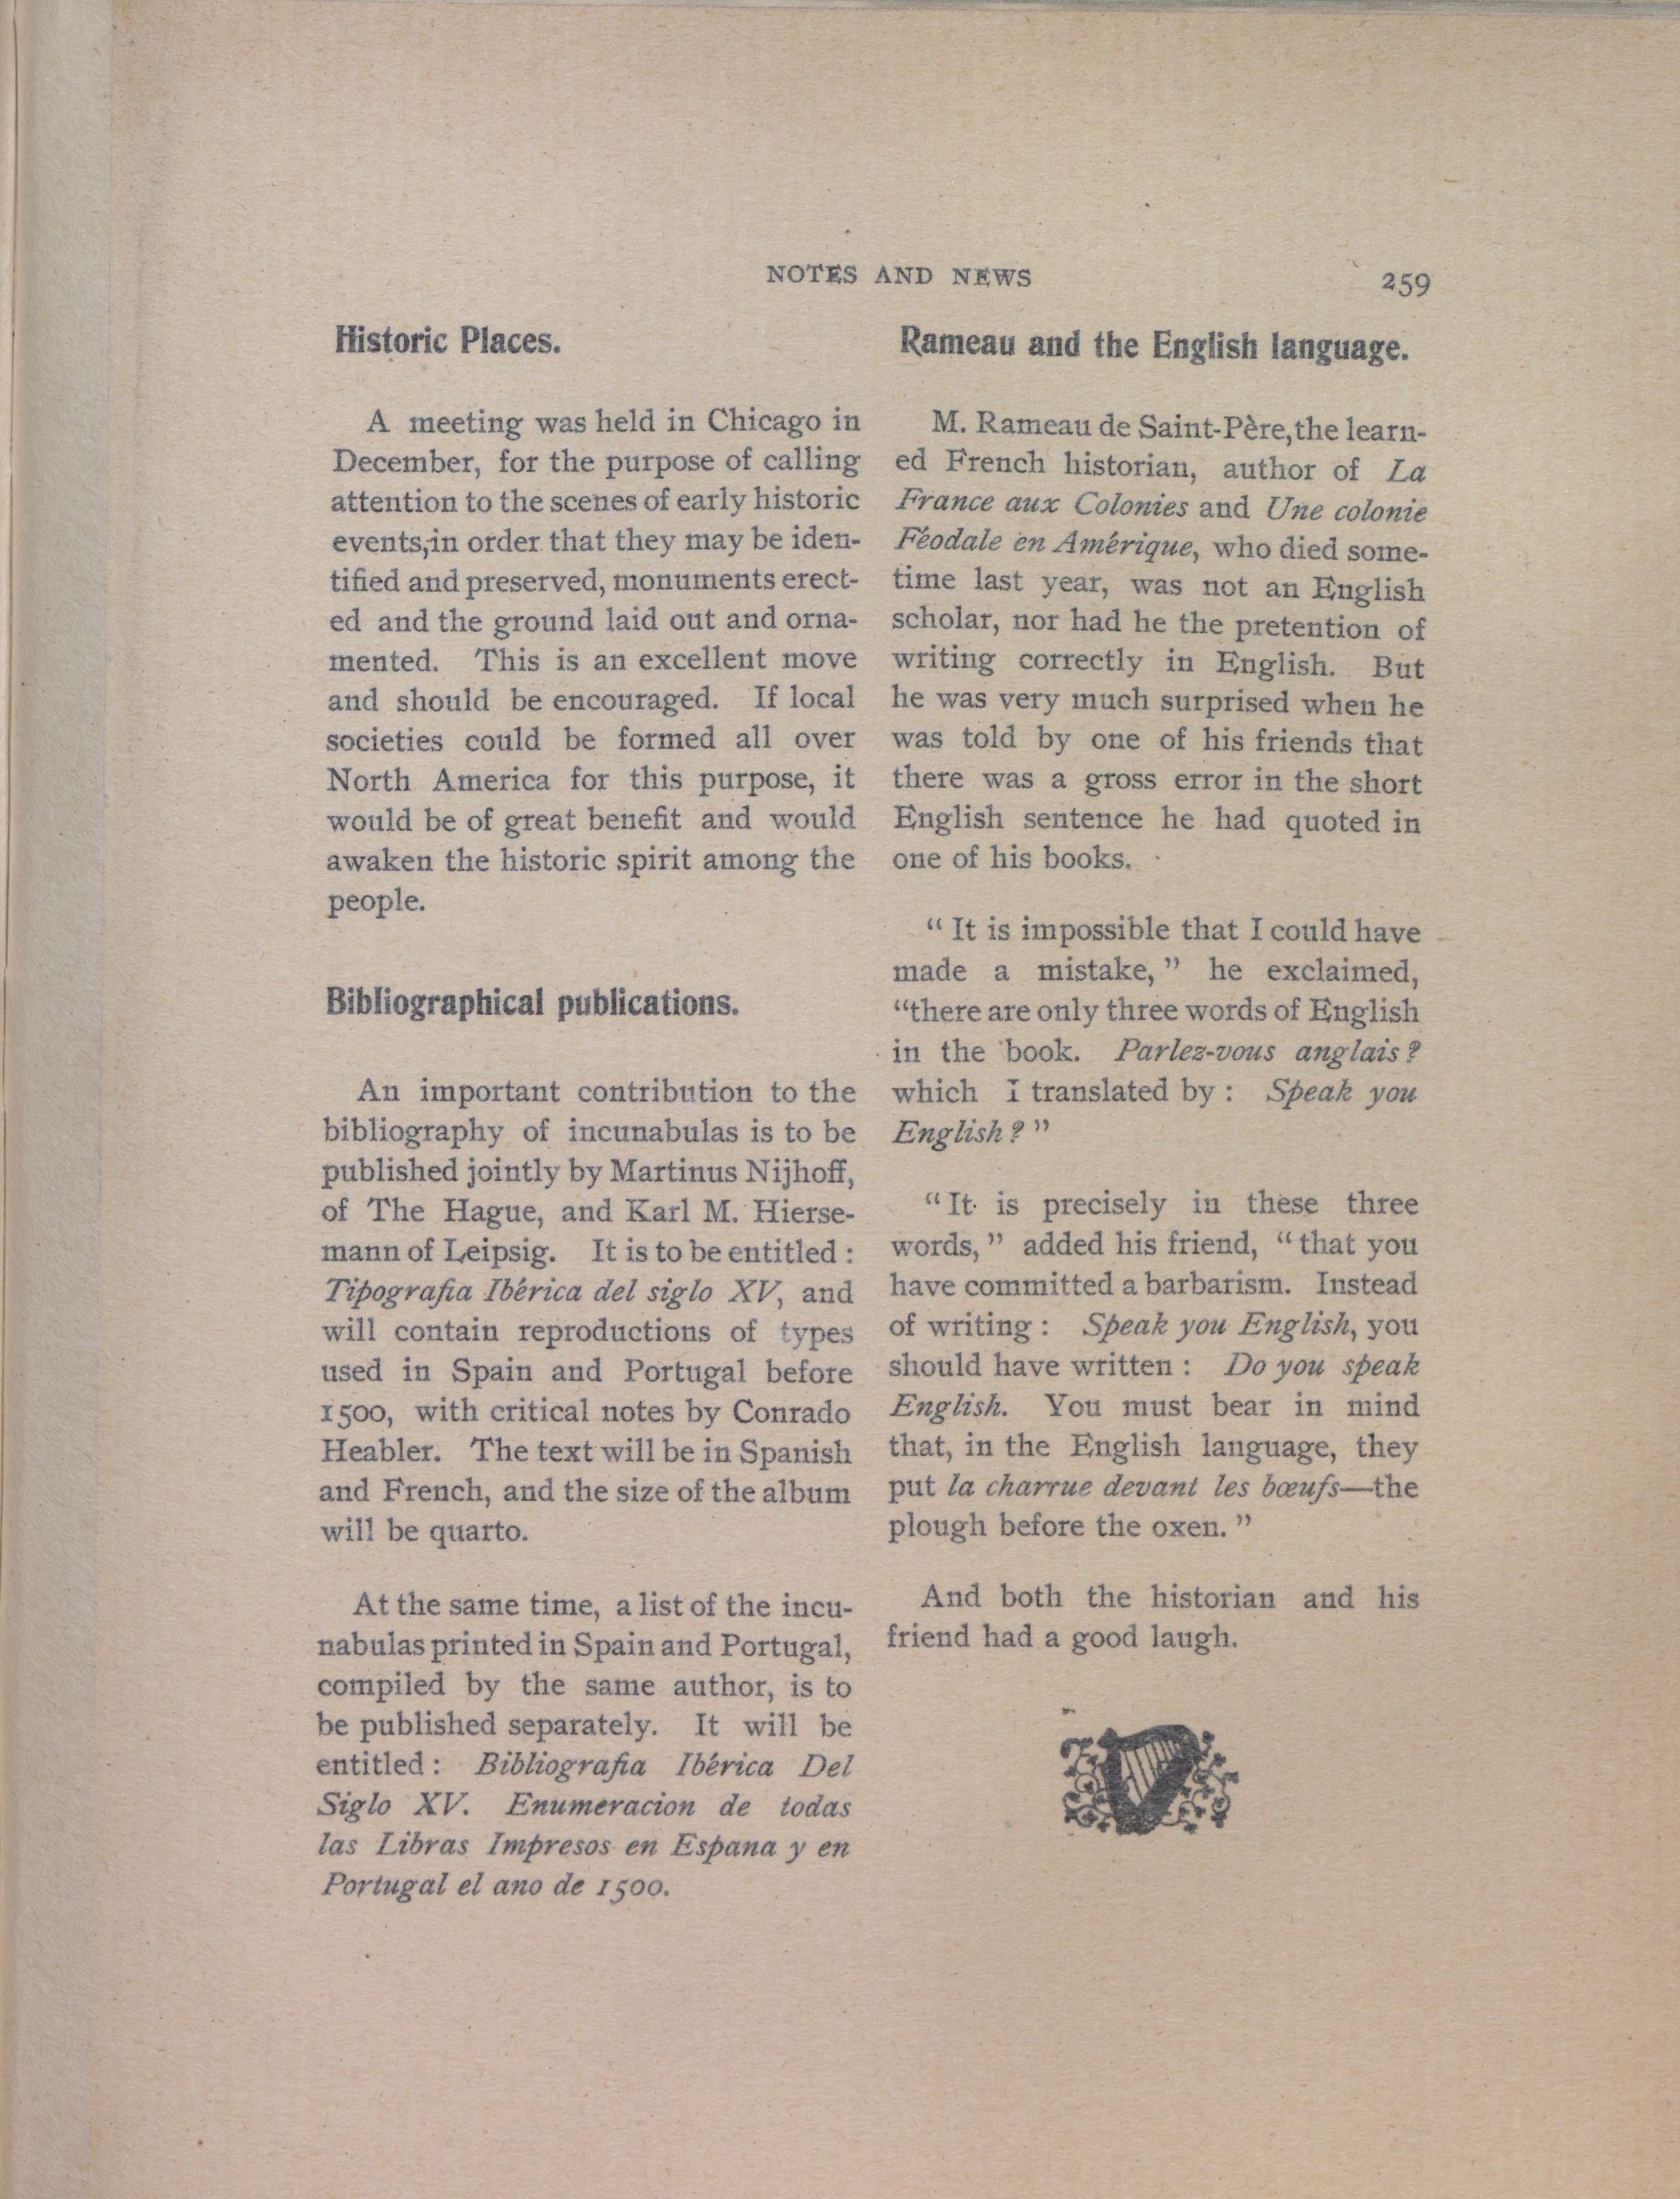 NOTES AND NEWS 259
Historic Places.
A meeting was held in Chicago in
December, for the purpose of calling
attention to the scenes of early historic
events, in order that they may be iden-
tified and preserved, monuments erect-
ed and the ground laid out and orna-
mented. This is an excellent move
and should be encouraged. If local
societies could be formed all over
North America for this purpose, it
would be of great benefit and would
awaken the historic spirit among the
people.
Bibliographical publications.
An important contribution to the
bibliography of incunabulas is to be
published jointly by Martinus Nijhoff,
of The Hague, and Karl M. Hierse-
mann of Leipsig. It is to be entitled :
Tipografia Ibérica del siglo XV, and
will contain reproductions of types
used in Spain and Portugal before
1500, with critical notes by Conrado
Heabler. The text will be in Spanish
and French, and the size of the album
will be quarto.
At the same time, a list of the incu-
nabulas printed in Spain and Portugal,
compiled by the same author, is to
be published separately. It will be
entitled : Bibliografia Ibérica Del
Siglo XV. Enumeracion de todas
las Libras Impresos en Espana y en
Portugal el ano de 1500.
Rameau and the English language.
M. Rameau de Saint-Père, the learn-
ed French historian, author of La
France aux Colonies and Une colonie
Féodale en Amérique, who died some-
time last year, was not an English
scholar, nor had he the pretention of
writing correctly in English. But
he was very much surprised when he
was told by one of his friends that
there was a gross error in the short
English sentence he had quoted in
one of his books.
" It is impossible that I could have
made a mistake, " he exclaimed,
"there are only three words of English
in the book. Parlez-vous anglais ?
which I translated by : Speak you
English ? "
" It is precisely in these three
words, " added his friend, " that you
have committed a barbarism. Instead
of writing : Speak you English, you
should have written : Do you speak
English. You must bear in mind
that, in the English language, they
put la charrue devant les bœufs—the
plough before the oxen. "
And both the historian and his
friend had a good laugh.